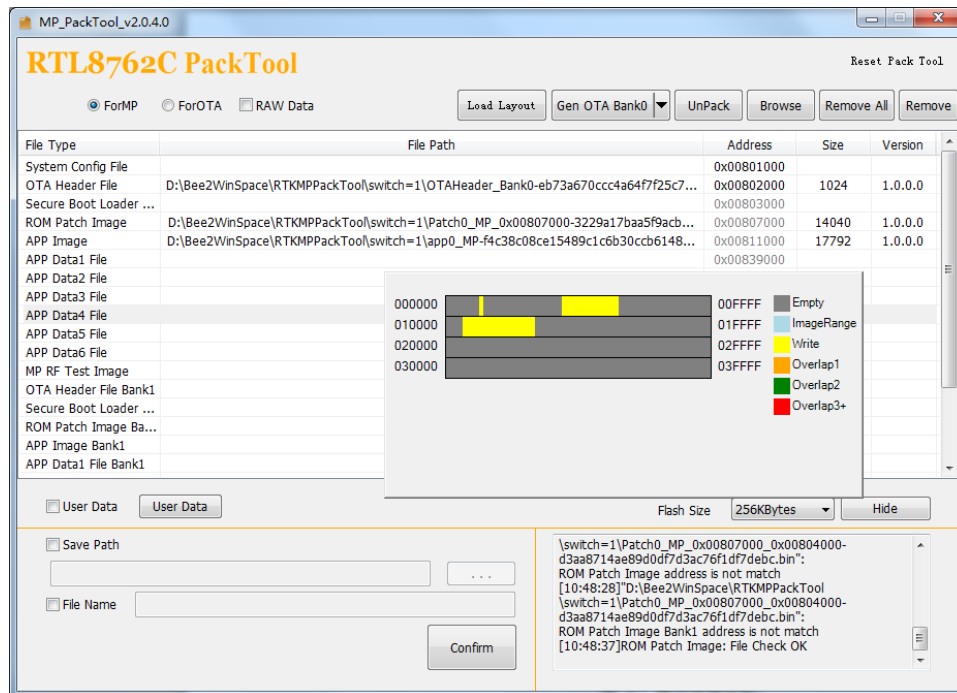 MP_PackTool_v2.0.4.0
RTL8762C PackTool
Reset Pack Tool
ForMP ForOTA RAW Data Load Layout Gen OTA Bank0 UnPack Browse Remove All Remove
File Type File Path Address Size Version
System Config File 0x00801000
OTA Header File D:\Bee2WinSpace\RTKMPPackTool\switch=1\OTAHeader_Bank0-eb73a670ccc4a64f7f25c7... 0x00802000 1024 1.0.0.0
Secure Boot Loader ... 0x00803000
ROM Patch Image D:\Bee2WinSpace\RTKMPPackTool\switch=1\Patch0_MP_0x00807000-3229a17baa5f9acb... 0x00807000 14040 1.0.0.0
APP Image D:\Bee2WinSpace\RTKMPPackTool\switch=1\app0_MP-f4c38c08ce15489c1c6b30ccb6148... 0x00811000 17792 1.0.0.0
APP Data1 File 0x00839000
APP Data2 File
APP Data3 File
APP Data4 File
APP Data5 File
APP Data6 File
MP RF Test Image
OTA Header File Bank1
Secure Boot Loader ...
ROM Patch Image Ba...
APP Image Bank1
APP Data1 File Bank1
000000 00FFFF Empty
010000 01FFFF ImageRange
020000 02FFFF Write
030000 03FFFF Overlap1
Overlap2
Overlap3+
User Data User Data Flash Size 256KBytes Hide
Save Path
...
File Name
Confirm
\switch=1\Patch0_MP_0x00807000_0x00804000-
d3aa8714ae89d0df7d3ac76f1df7debc.bin":
ROM Patch Image address is not match
[10:48:28]"D:\Bee2WinSpace\RTKMPPackTool
\switch=1\Patch0_MP_0x00807000_0x00804000-
d3aa8714ae89d0df7d3ac76f1df7debc.bin":
ROM Patch Image Bank1 address is not match
[10:48:37]ROM Patch Image: File Check OK